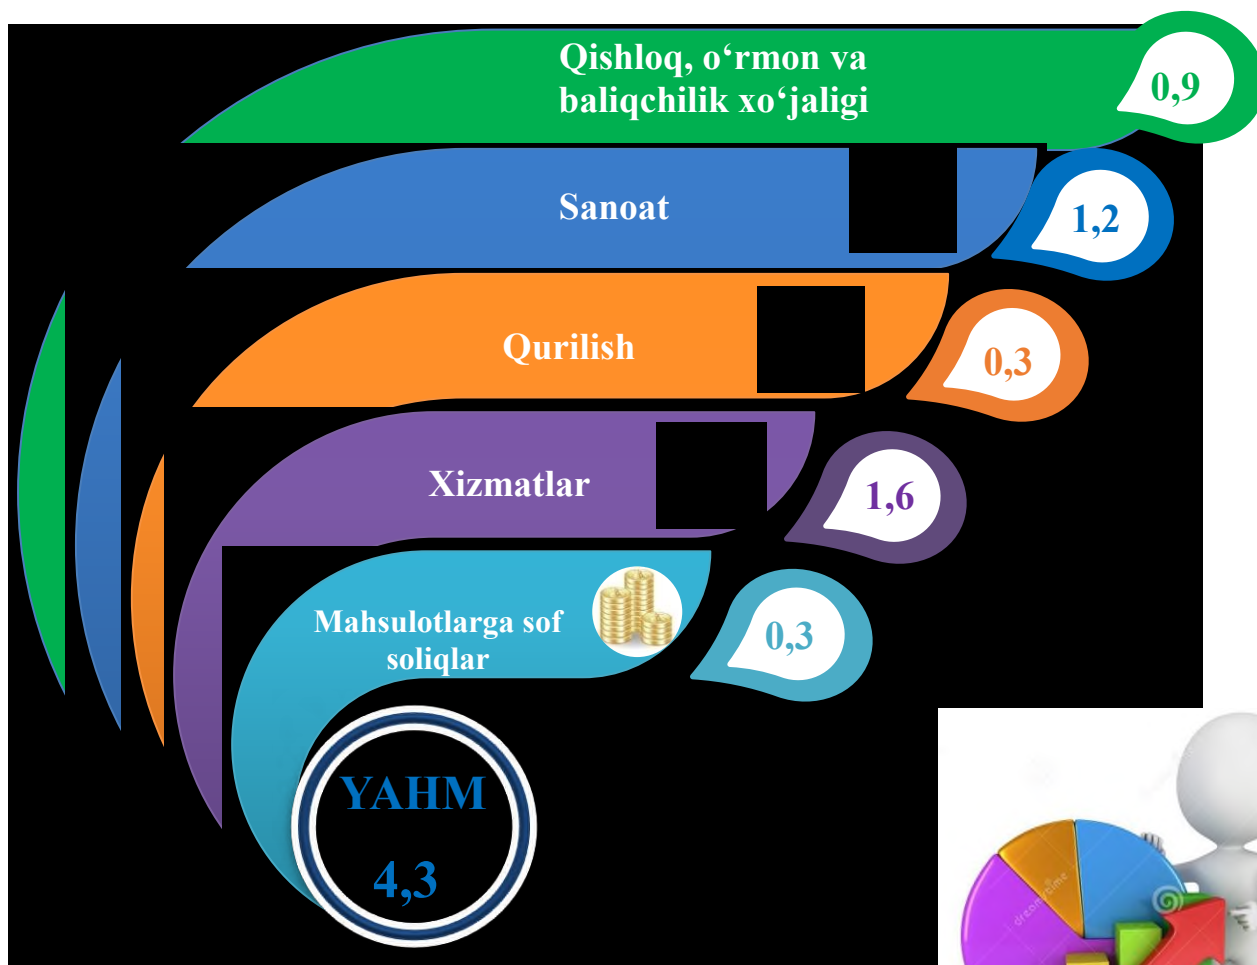 Qishloq, o‘rmon va
baliqchilik xo‘jaligi
0,9
Sanoat
1,2
Qurilish
0,3
Xizmatlar
1,6
Mahsulotlarga sof
soliqlar
0,3
YAHM
4,3
dreamstime